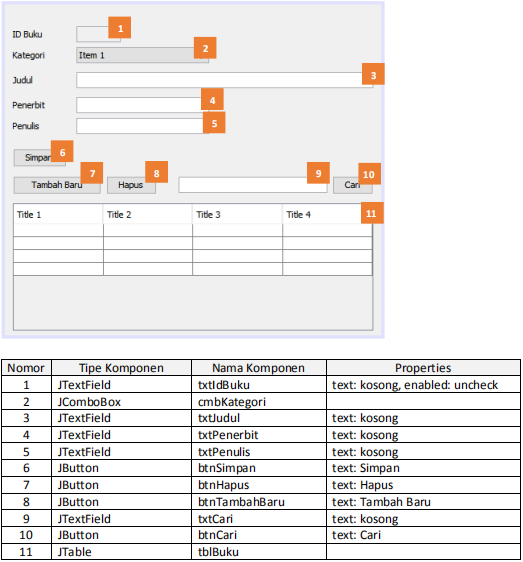 ID Buku 1
Kategori Item 1 2
Judul 3
Penerbit 4
Penulis 5
Simpan 6
Tambah Baru 7 Hapus 8 9 Cari 10
Title 1 Title 2 Title 3 Title 4 11
Nomor Tipe Komponen Nama Komponen Properties
1 JTextField txtIdBuku text: kosong, enabled: uncheck
2 JComboBox cmbKategori
3 JTextField txtJudul text: kosong
4 JTextField txtPenerbit text: kosong
5 JTextField txtPenulis text: kosong
6 JButton btnSimpan text: Simpan
7 JButton btnHapus text: Hapus
8 JButton btnTambahBaru text: Tambah Baru
9 JTextField txtCari text: kosong
10 JButton btnCari text: Cari
11 JTable tblBuku